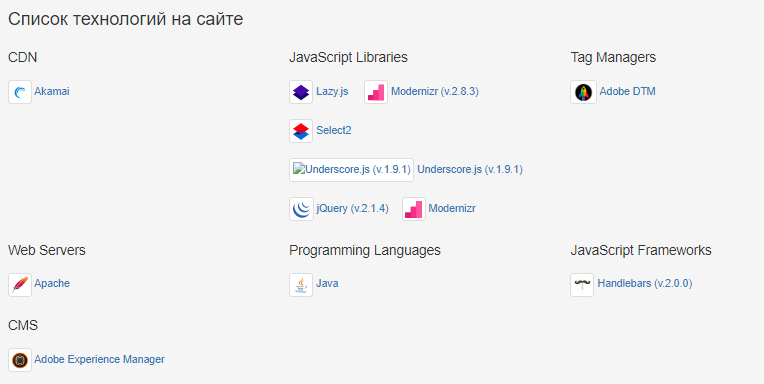 Список технологий на сайте
CDN
Akamai
JavaScript Libraries
Lazy.js Modernizr (v.2.8.3)
Select2
Underscore.js (v.1.9.1) Underscore.js (v.1.9.1)
jQuery (v.2.1.4) Modernizr
Tag Managers
Adobe DTM
Web Servers
Apache
Programming Languages
Java
JavaScript Frameworks
Handlebars (v.2.0.0)
CMS
Adobe Experience Manager